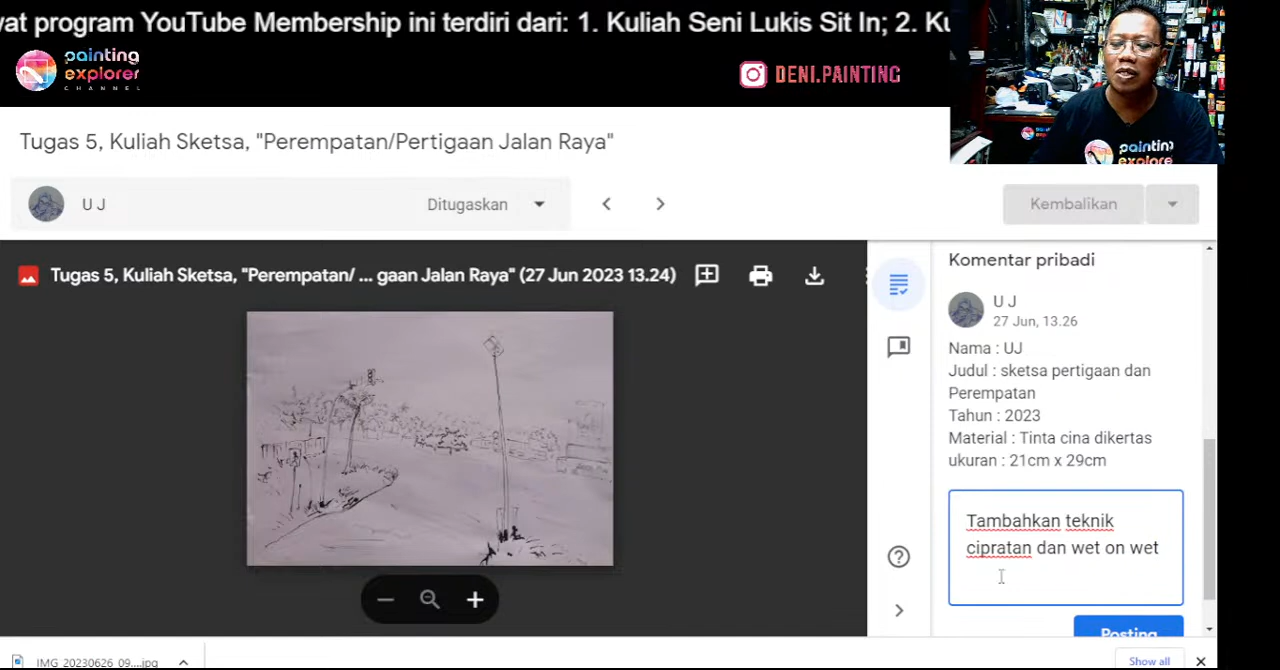 at program YouTube Membership ini terdiri dari: 1. Kuliah Seni Lukis Sit In; 2. Ku
painting
explorer
CHANNEL
DENI.PAINTING
painting
explore
Tugas 5, Kuliah Sketsa, "Perempatan/Pertigaan Jalan Raya"
U J
Ditugaskan
Kembalikan
Tugas 5, Kuliah Sketsa, "Perempatan/ ... gaan Jalan Raya" (27 Jun 2023 13.24)
Komentar pribadi
U J
27 Jun, 13.26
Nama : UJ
Judul : sketsa pertigaan dan
Perempatan
Tahun : 2023
Material : Tinta cina dikertas
ukuran : 21cm x 29cm
Tambahkan teknik
cipratan dan wet on wet
Posting
IMG_20230626_09....jpg
Show all